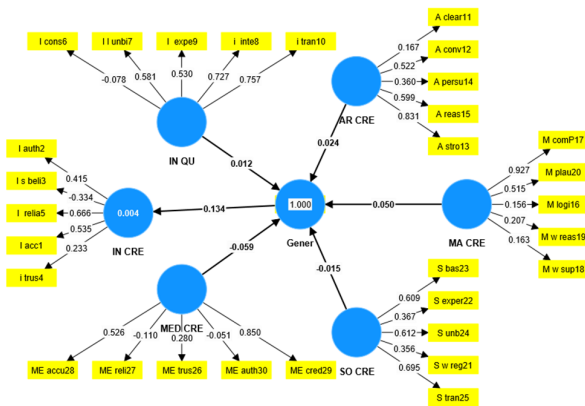 I cons6
I I unbi7
I expe9
i inte8
i tran10
-0.078
0.581
0.530
0.727
0.757
IN QU
A clear11
A conv12
A persu14
A reas15
A stro13
0.167
0.522
0.360
0.599
0.831
AR CRE
0.012
0.024
I auth2
I s beli3
I relia5
I acc1
i trus4
0.415
-0.334
0.666
0.535
0.233
0.004
IN CRE
0.134
1.000
Gener
0.050
MA CRE
M comP17
M plau20
M logi16
M w reas19
M w sup18
0.927
0.515
0.156
0.207
0.163
-0.059
-0.015
MED CRE
0.526
-0.110
0.280
-0.051
0.850
ME accu28
ME reli27
ME trus26
ME auth30
ME cred29
SO CRE
S bas23
S exper22
S unb24
S w reg21
S tran25
0.609
0.367
0.612
0.356
0.695